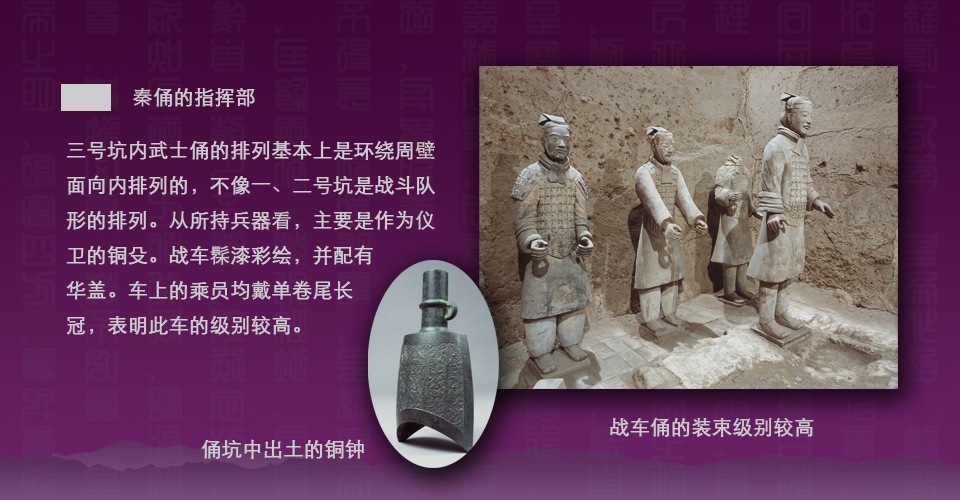 秦俑的指挥部
三号坑内武士俑的排列基本上是环绕周壁
面向内排列的，不像一、二号坑是战斗队
形的排列。从所持兵器看，主要是作为仪
卫的铜殳。战车髹漆彩绘，并配有
华盖。车上的乘员均戴单卷尾长
冠，表明此车的级别较高。
战车俑的装束级别较高
俑坑中出土的铜钟